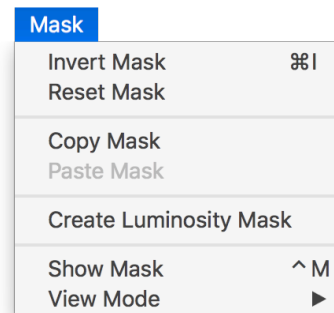 Mask
Invert Mask ⌘I
Reset Mask
Copy Mask
Paste Mask
Create Luminosity Mask
Show Mask ^M
View Mode ▶